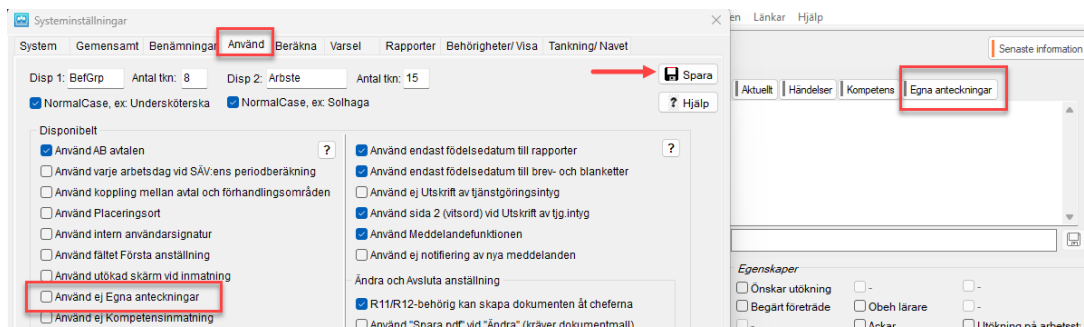 Systeminställningar
System Gemensamt Benämningar Använd Beräkna Varsel Rapporter Behörigheter/Visa Tankning/Navet
Disp 1: BefGrp Antal tkn: 8 Disp 2: Arbste Antal tkn: 15 Spara
NormalCase, ex: Undersköterska NormalCase, ex: Solhaga ? Hjälp
Disponibelt
Använd AB avtalen ?
Använd varje arbetsdag vid SÄV:ens periodberäkning
Använd koppling mellan avtal och förhandlingsområden
Använd Placeringsort
Använd intern användarsignatur
Använd fältet Första anställning
Använd utökad skärm vid inmatning
Använd ej Egna anteckningar
Använd ej Kompetensinmatning
Använd endast födelsedatum till rapporter ?
Använd endast födelsedatum till brev- och blanketter
Använd ej Utskrift av tjänstgöringsintyg
Använd sida 2 (vitsord) vid Utskrift av tjg.intyg
Använd Meddelandefunktionen
Använd ej notifiering av nya meddelanden
Ändra och Avsluta anställning
R11/R12-behörig kan skapa dokumenten åt cheferna
Använd "Spara pdf" vid "Ändra" (kräver dokumentmall)
en Länkar Hjälp
Senaste information
Aktuellt Händelser Kompetens Egna anteckningar
Egenskaper
Önskar utökning - -
Begärt företräde Obeh lärare -
- Ackar Utökning på arbetsst